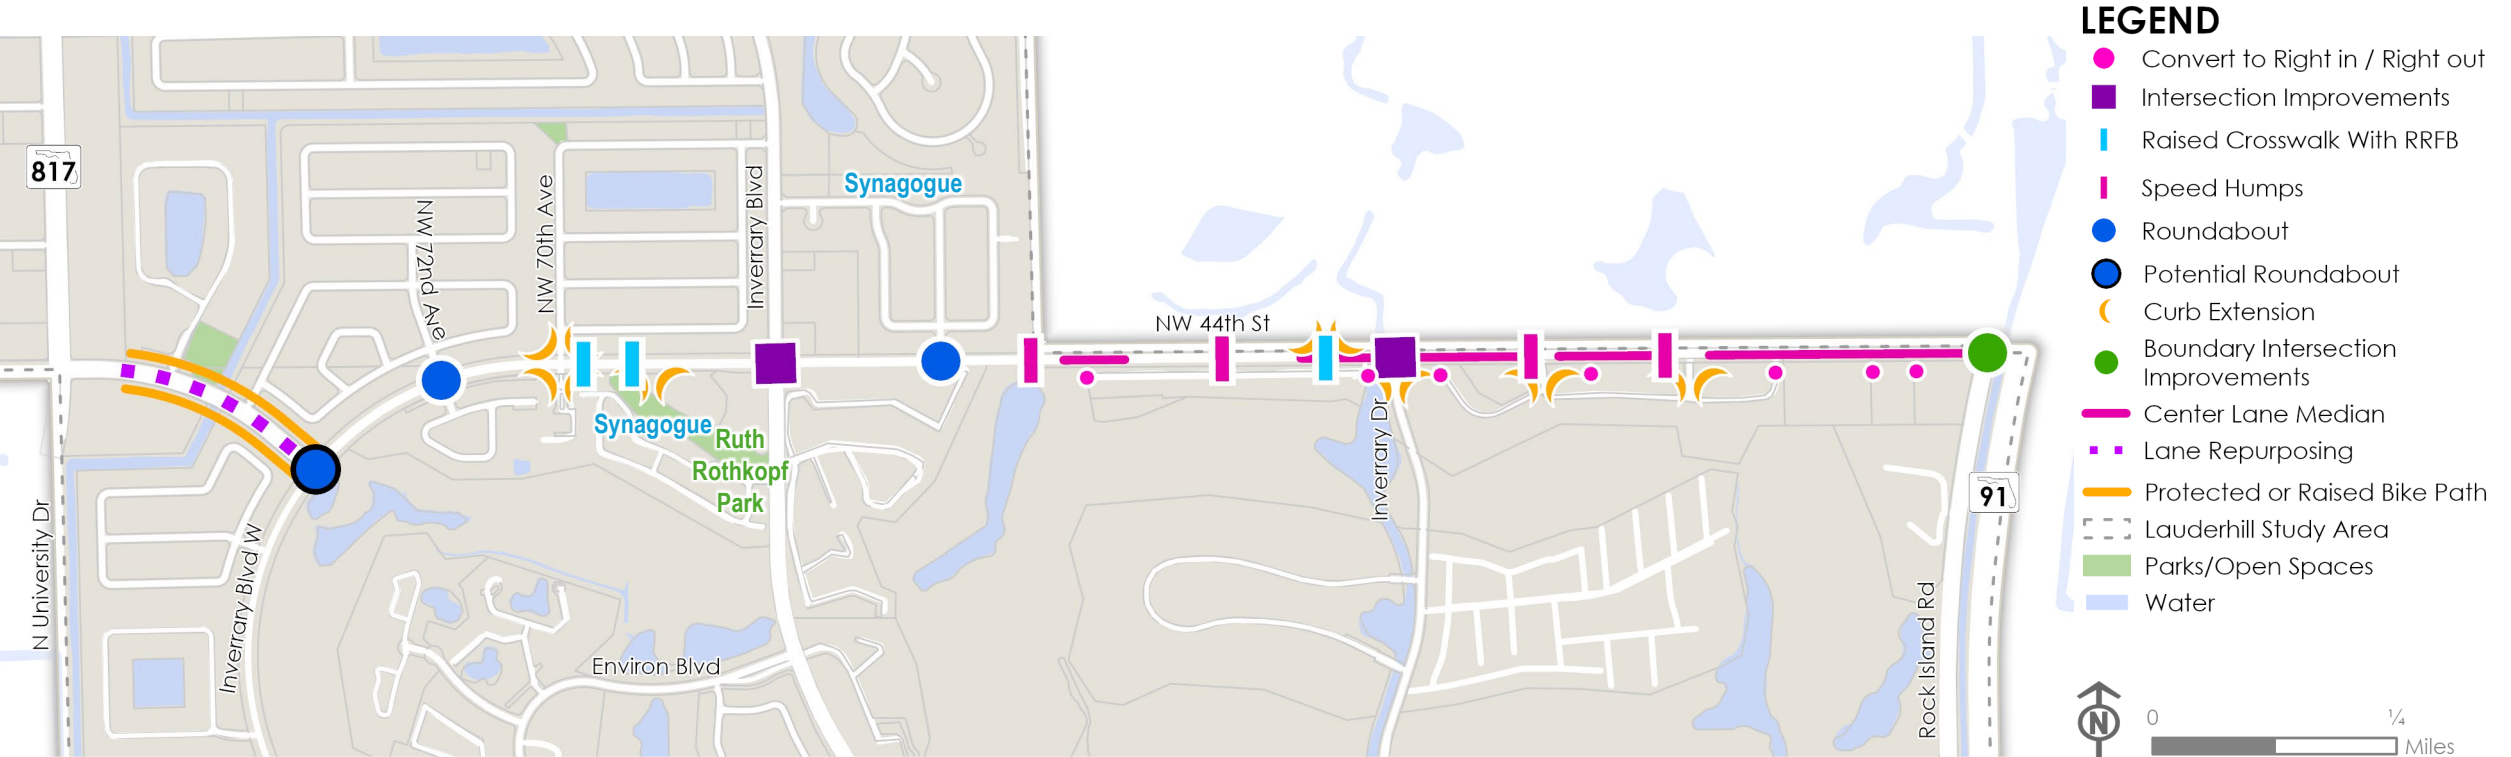 LEGEND
Convert to Right in / Right out
Intersection Improvements
Raised Crosswalk With RRFB
Speed Humps
Roundabout
Potential Roundabout
Curb Extension
Boundary Intersection
Improvements
Center Lane Median
Lane Repurposing
Protected or Raised Bike Path
Lauderhill Study Area
Parks/Open Spaces
Water
N
0
¼
Miles
817
NW 72nd Ave
NW 70th Ave
Inverrary Blvd
Synagogue
NW 44th St
Synagogue
Ruth
Rothkopf
Park
Inverrary Dr
91
N University Dr
Inverrary Blvd W
Environ Blvd
Rock Island Rd